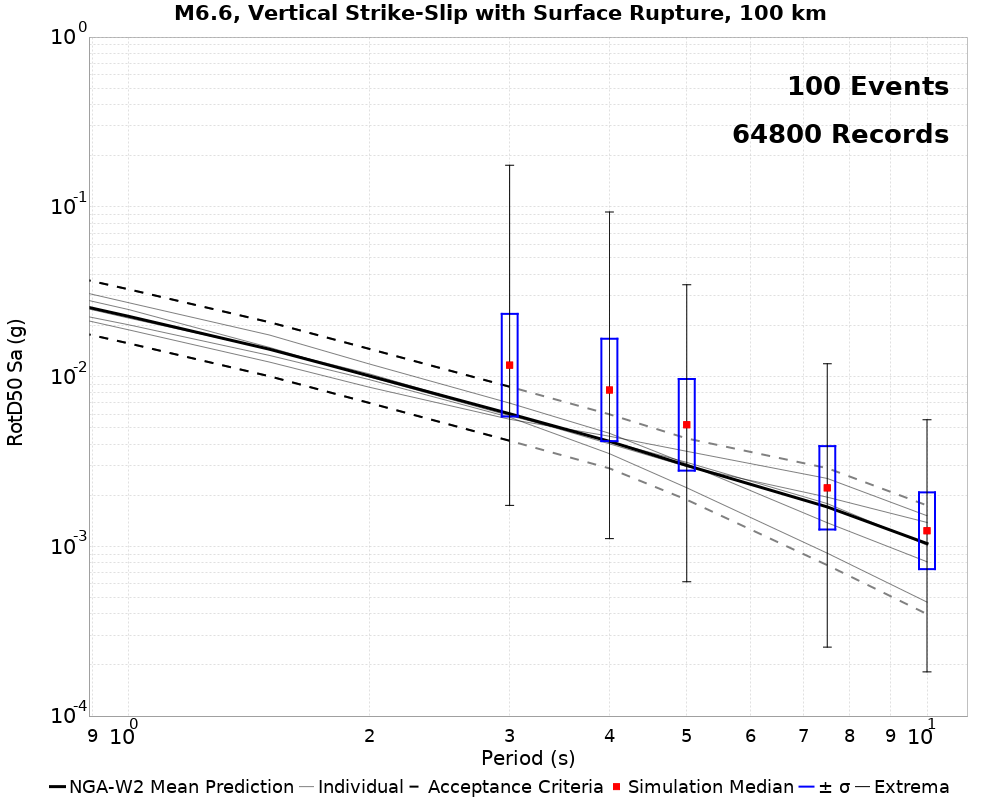 M6.6, Vertical Strike-Slip with Surface Rupture, 100 km
100 Events
64800 Records
RotD50 Sa (g)
10^0
10^-1
10^-2
10^-3
10^-4
9 10^0 2 3 4 5 6 7 8 9 10^1
Period (s)
NGA-W2 Mean Prediction Individual Acceptance Criteria Simulation Median ± σ Extrema